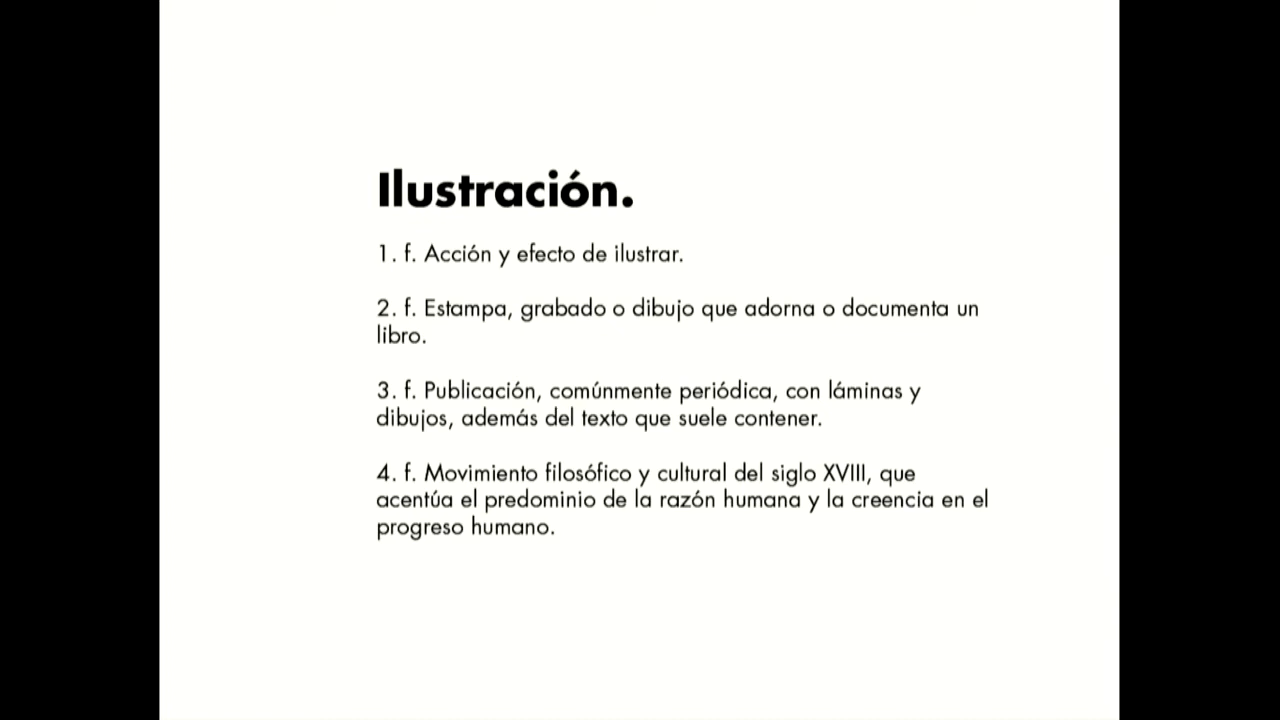 Ilustración.
1. f. Acción y efecto de ilustrar.
2. f. Estampa, grabado o dibujo que adorna o documenta un
libro.
3. f. Publicación, comúnmente periódica, con láminas y
dibujos, además del texto que suele contener.
4. f. Movimiento filosófico y cultural del siglo XVIII, que
acentúa el predominio de la razón humana y la creencia en el
progreso humano.